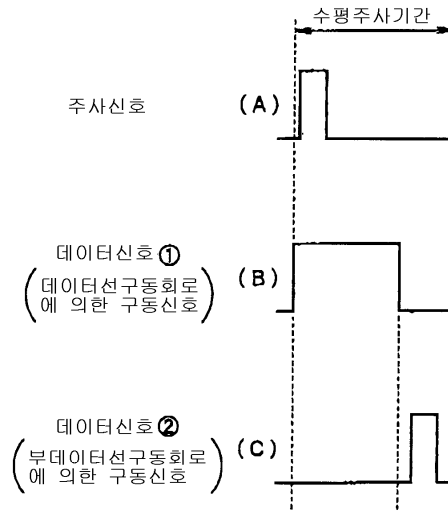 수평주사기간
주사신호 (A)
데이터신호①
(데이터선구동회로
에 의한 구동신호) (B)
데이터신호②
(부데이터선구동회로
에 의한 구동신호) (C)